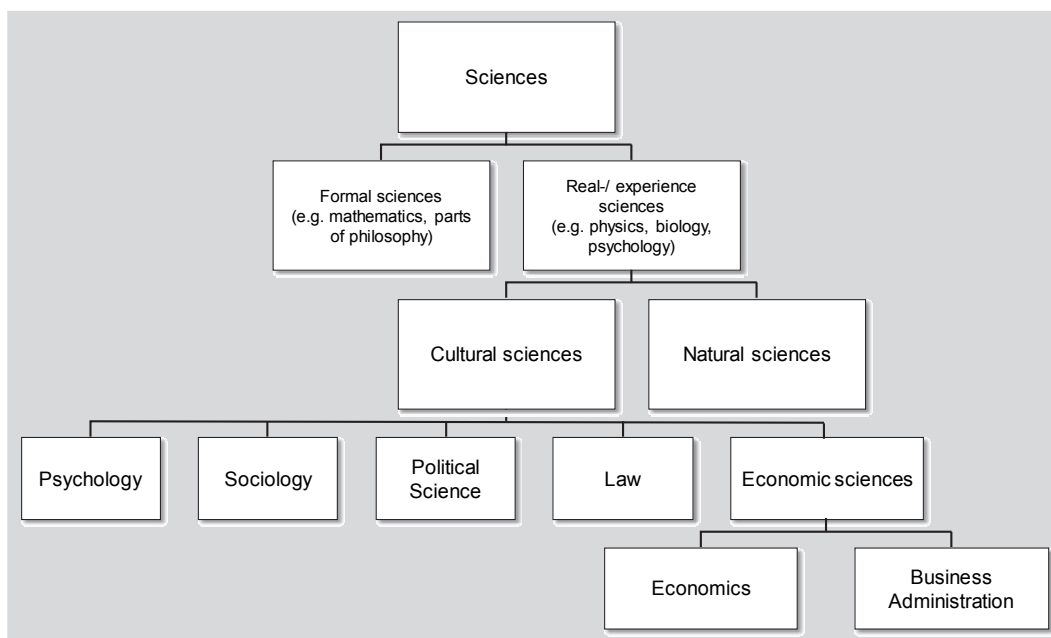 Sciences
Formal sciences
(e.g. mathematics, parts
of philosophy)
Real-/ experience
sciences
(e.g. physics, biology,
psychology)
Cultural sciences
Natural sciences
Psychology
Sociology
Political
Science
Law
Economic sciences
Economics
Business
Administration